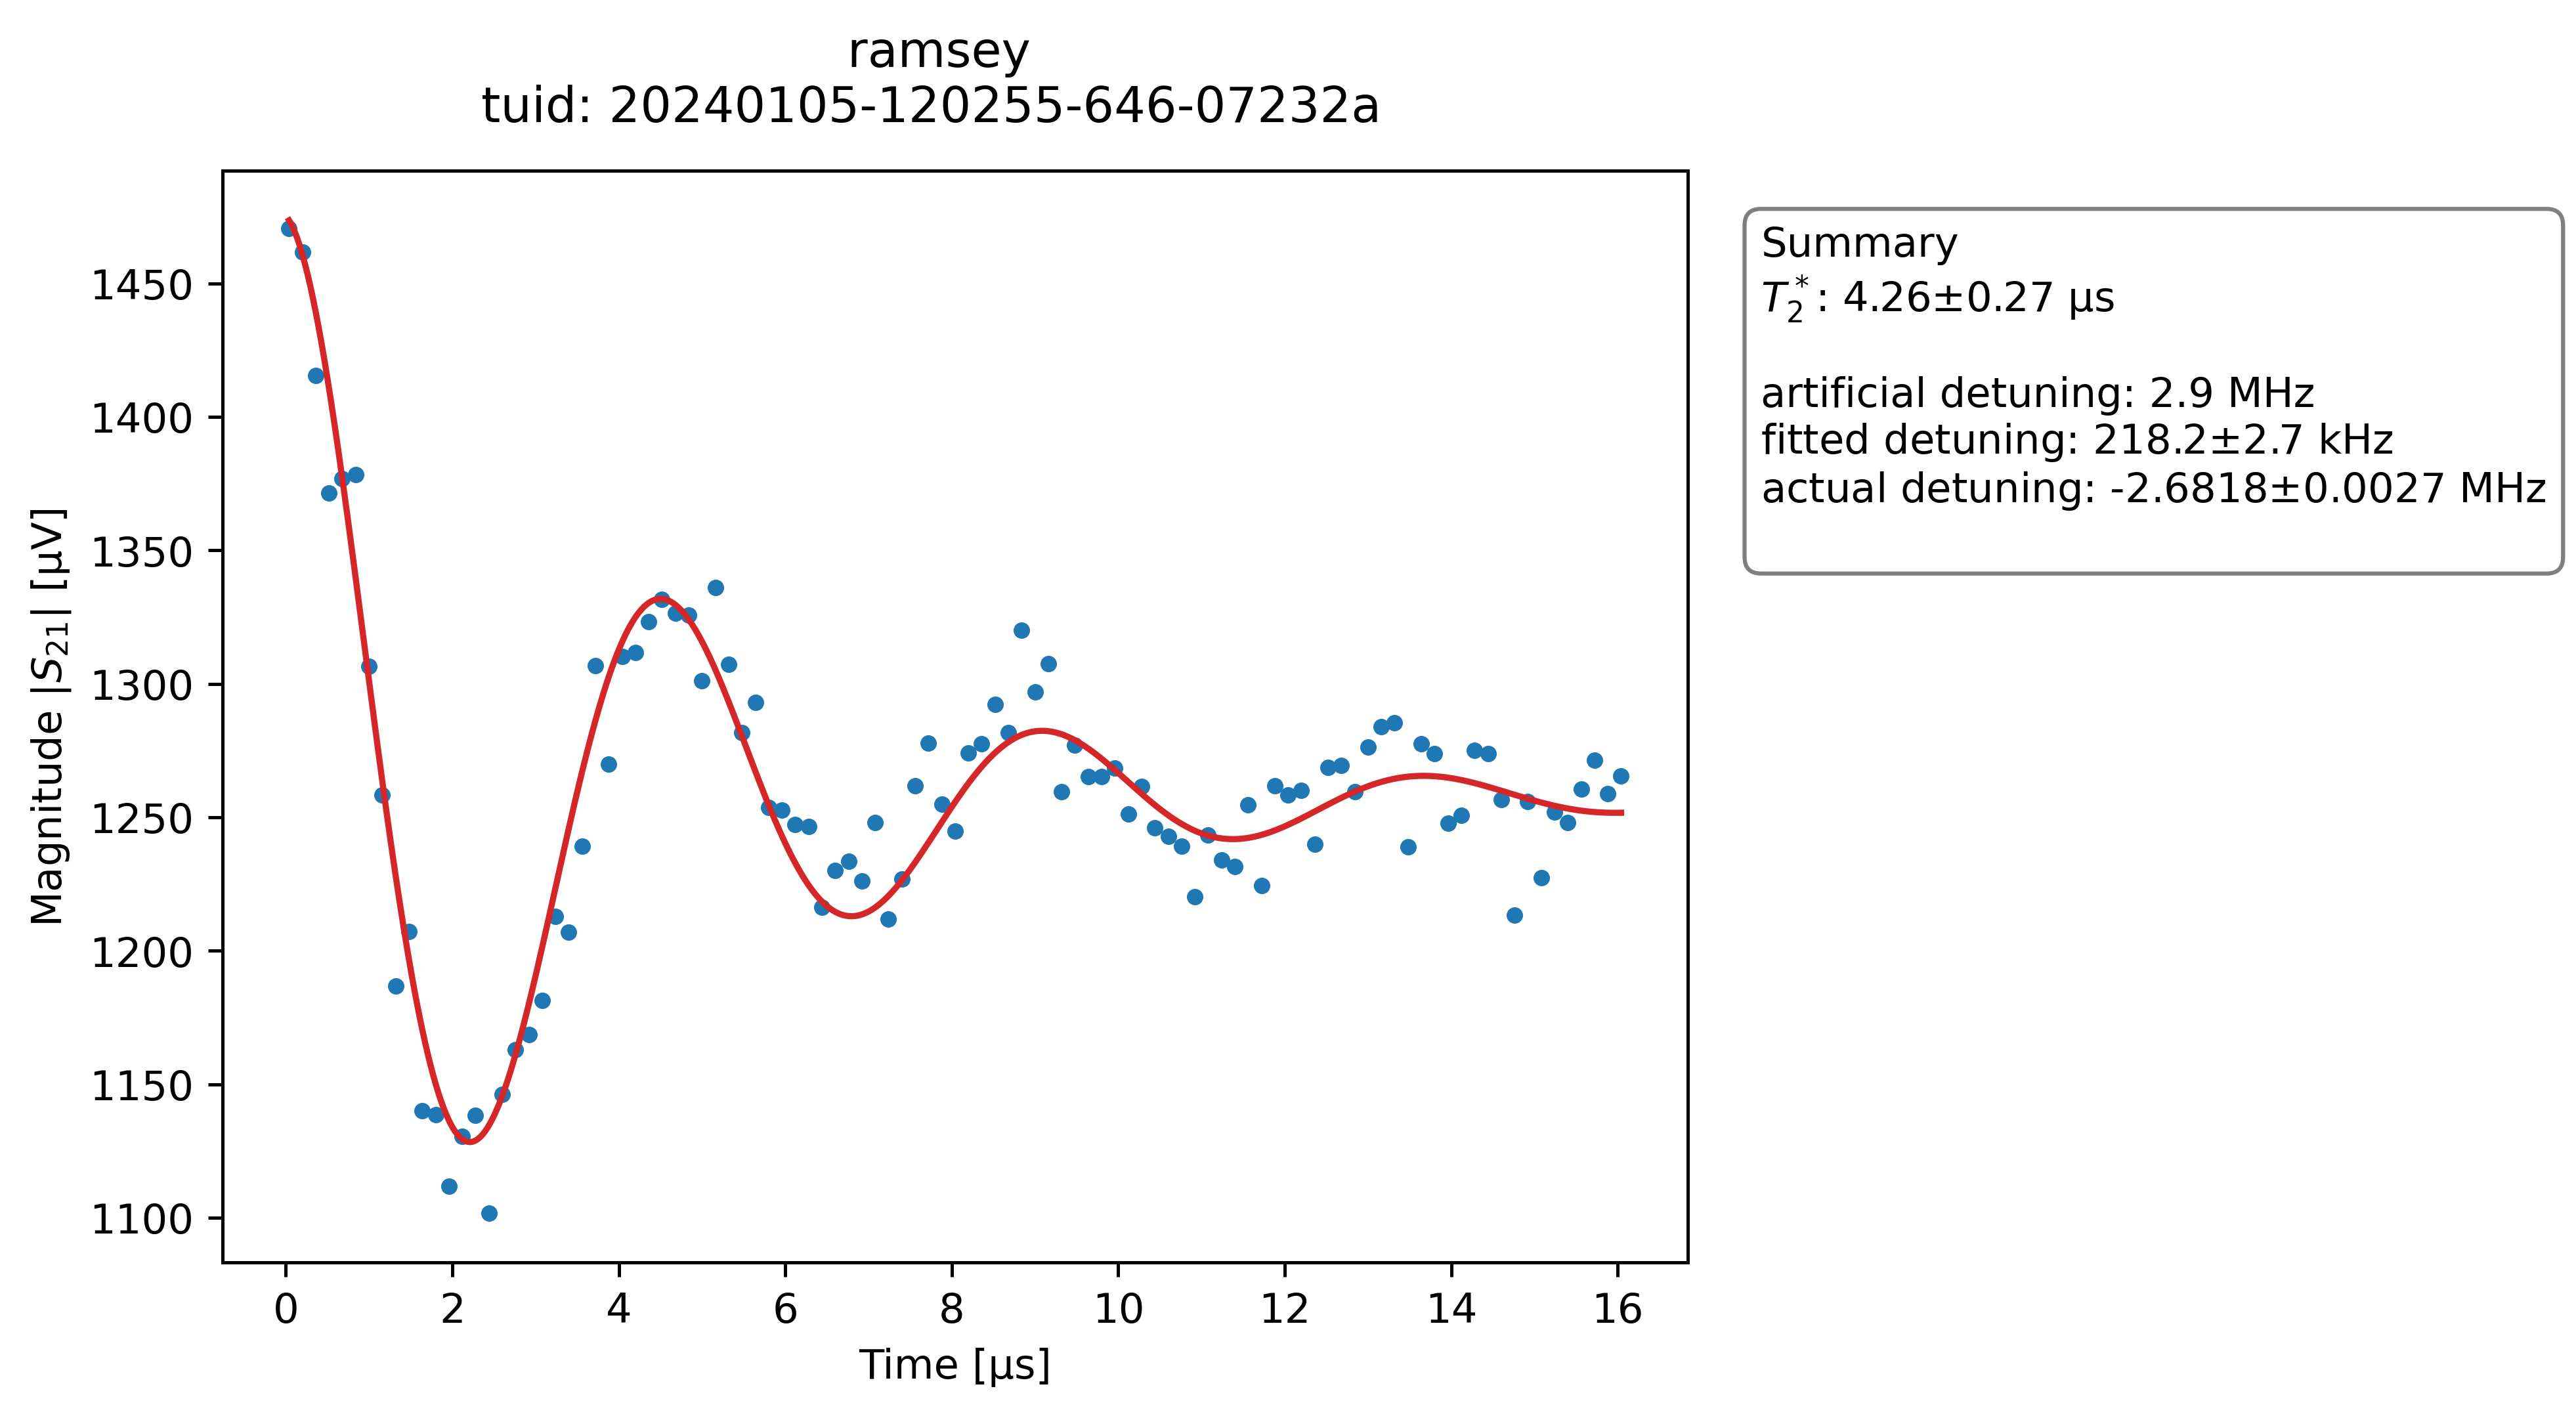 ramsey
tuid: 20240105-120255-646-07232a
Magnitude |S21| [µV]
1450
1400
1350
1300
1250
1200
1150
1100
0 2 4 6 8 10 12 14 16
Time [µs]
Summary
T2*: 4.26±0.27 µs
artificial detuning: 2.9 MHz
fitted detuning: 218.2±2.7 kHz
actual detuning: -2.6818±0.0027 MHz